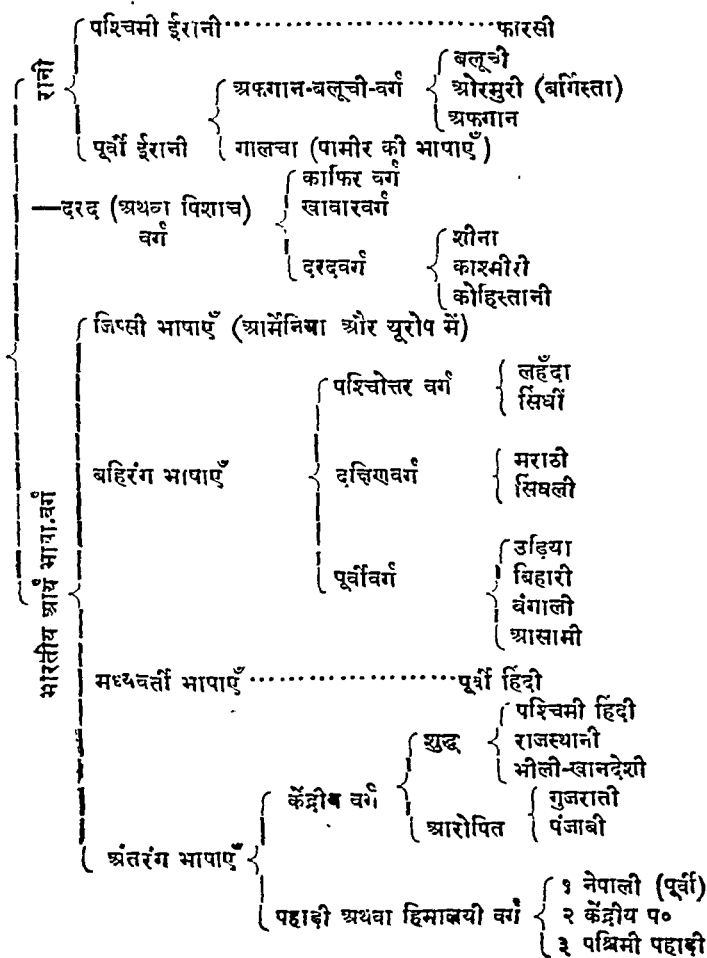 रानी
पश्चिमी ईरानी फारसी
पूर्वी ईरानी
अफगान-बलूची-वर्ग
बलूची
ओरमुरी (बर्गिस्ता)
अफगान
गालचा (पामीर की भाषाएँ)
दरद (अथवा पिशाच)
वर्ग
काफिर वर्ग
खावारवर्ग
दरदवर्ग
शीना
काश्मीरी
कोहिस्तानी
भारतीय आर्य भाषा-वर्ग
जिप्सी भाषाएँ (आर्मेनिया और यूरोप में)
बहिरंग भाषाएँ
पश्चिोत्तर वर्ग
लहँदा
सिंघीं
दक्षिणवर्ग
मराठी
सिंघली
पूर्वीवर्ग
उड़िया
बिहारी
बंगाली
आसामी
मध्यवर्ती भाषाएँ पूर्वी हिंदी
अंतरंग भाषाएँ
केंद्रीय वर्ग
शुद्ध
पश्चिमी हिंदी
राजस्थानी
भीली-खानदेशी
आरोपित
गुजराती
पंजाबी
पहाड़ी अथवा हिमालयी वर्ग
१ नेपाली (पूर्वी)
२ केंद्रीय प०
३ पश्चिमी पहाड़ी